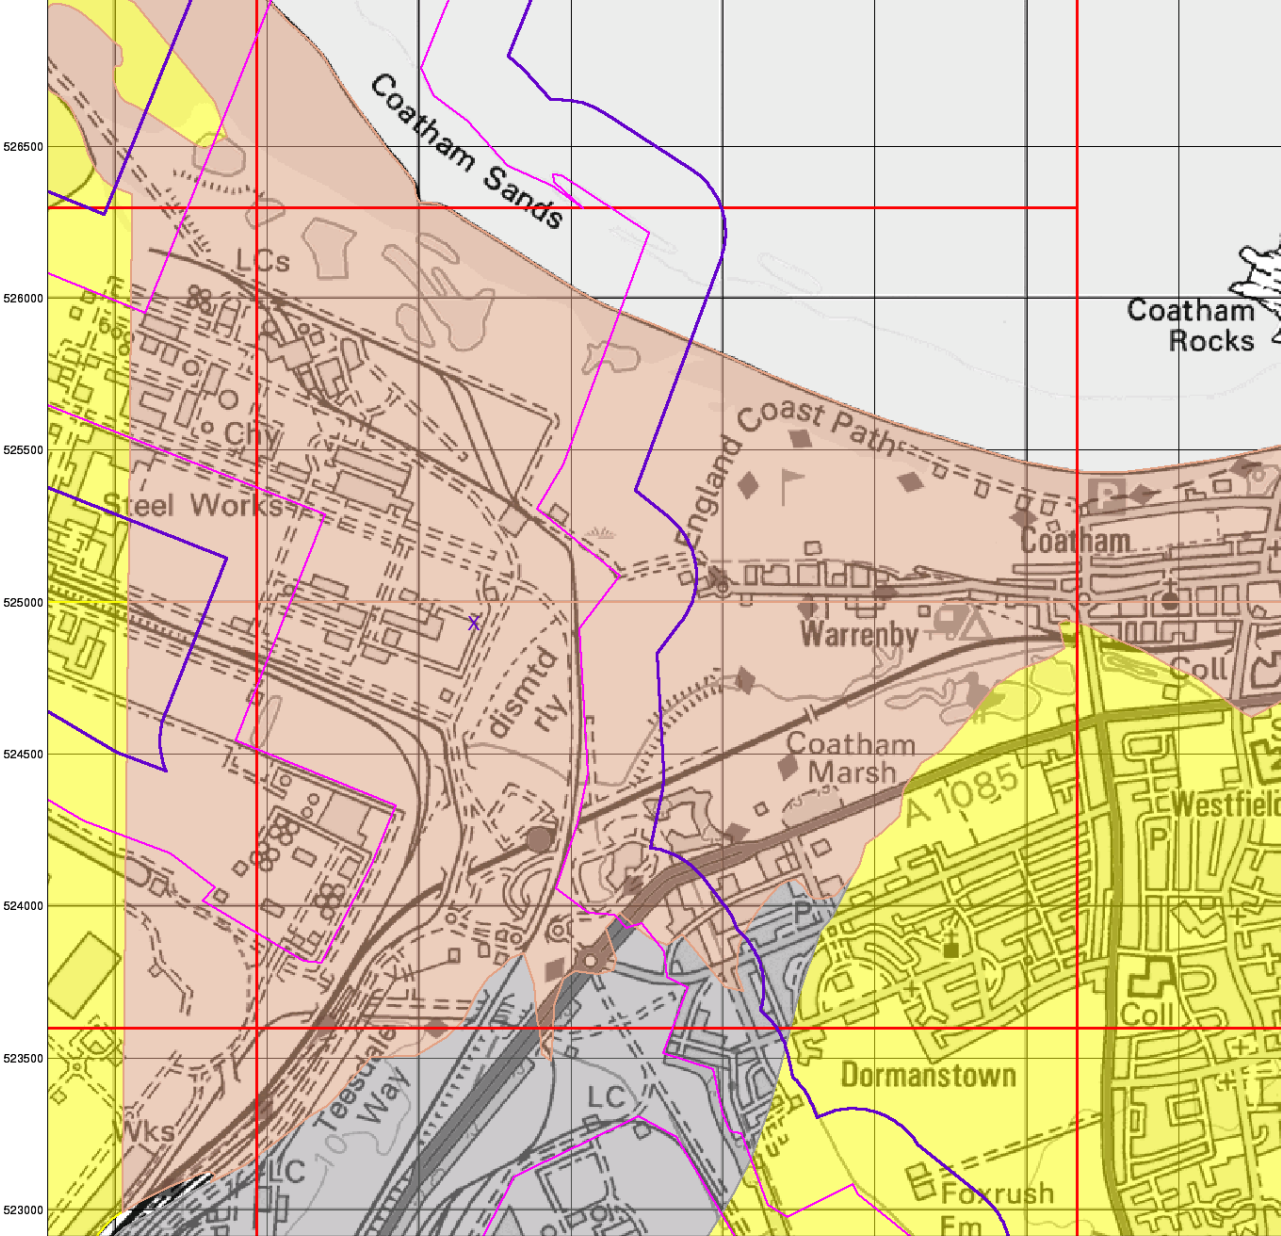 Coatham Sands
526500
LCs
526000
Coatham
Rocks
England Coast Path
Chy
525500
Steel Works
P
Coatham
525000
X
Warrenby
Coll
dismtd
rly
524500
Coatham
Marsh
A 1085
Westfield
P
524000
P
Coll
523500
Teesdale
Way
LC
Dormanstown
Wks
10
LC
Foxrush
Fm
523000